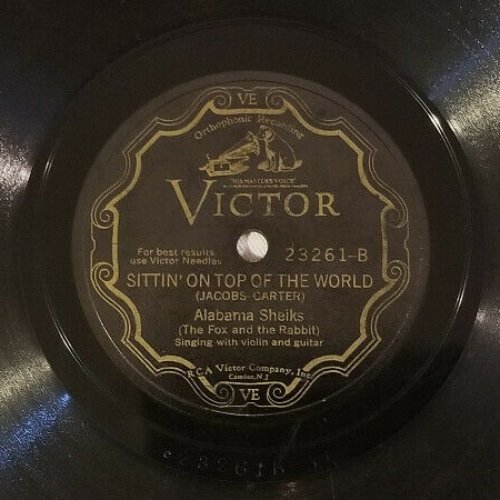 VE
Orthophonic Recording
"HIS MASTER'S VOICE"
VICTOR
For best results
use Victor Needles
23261-B
SITTIN' ON TOP OF THE WORLD
(JACOBS-CARTER)
Alabama Sheiks
(The Fox and the Rabbit)
Singing with violin and guitar
RCA Victor Company, Inc.
Camden, N.J.
VE